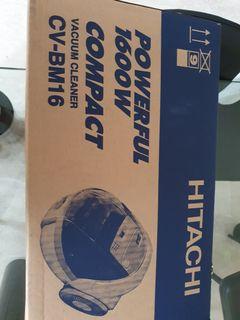 HITACHI
POWERFUL
1600W
COMPACT
VACUUM CLEANER
CV-BM16